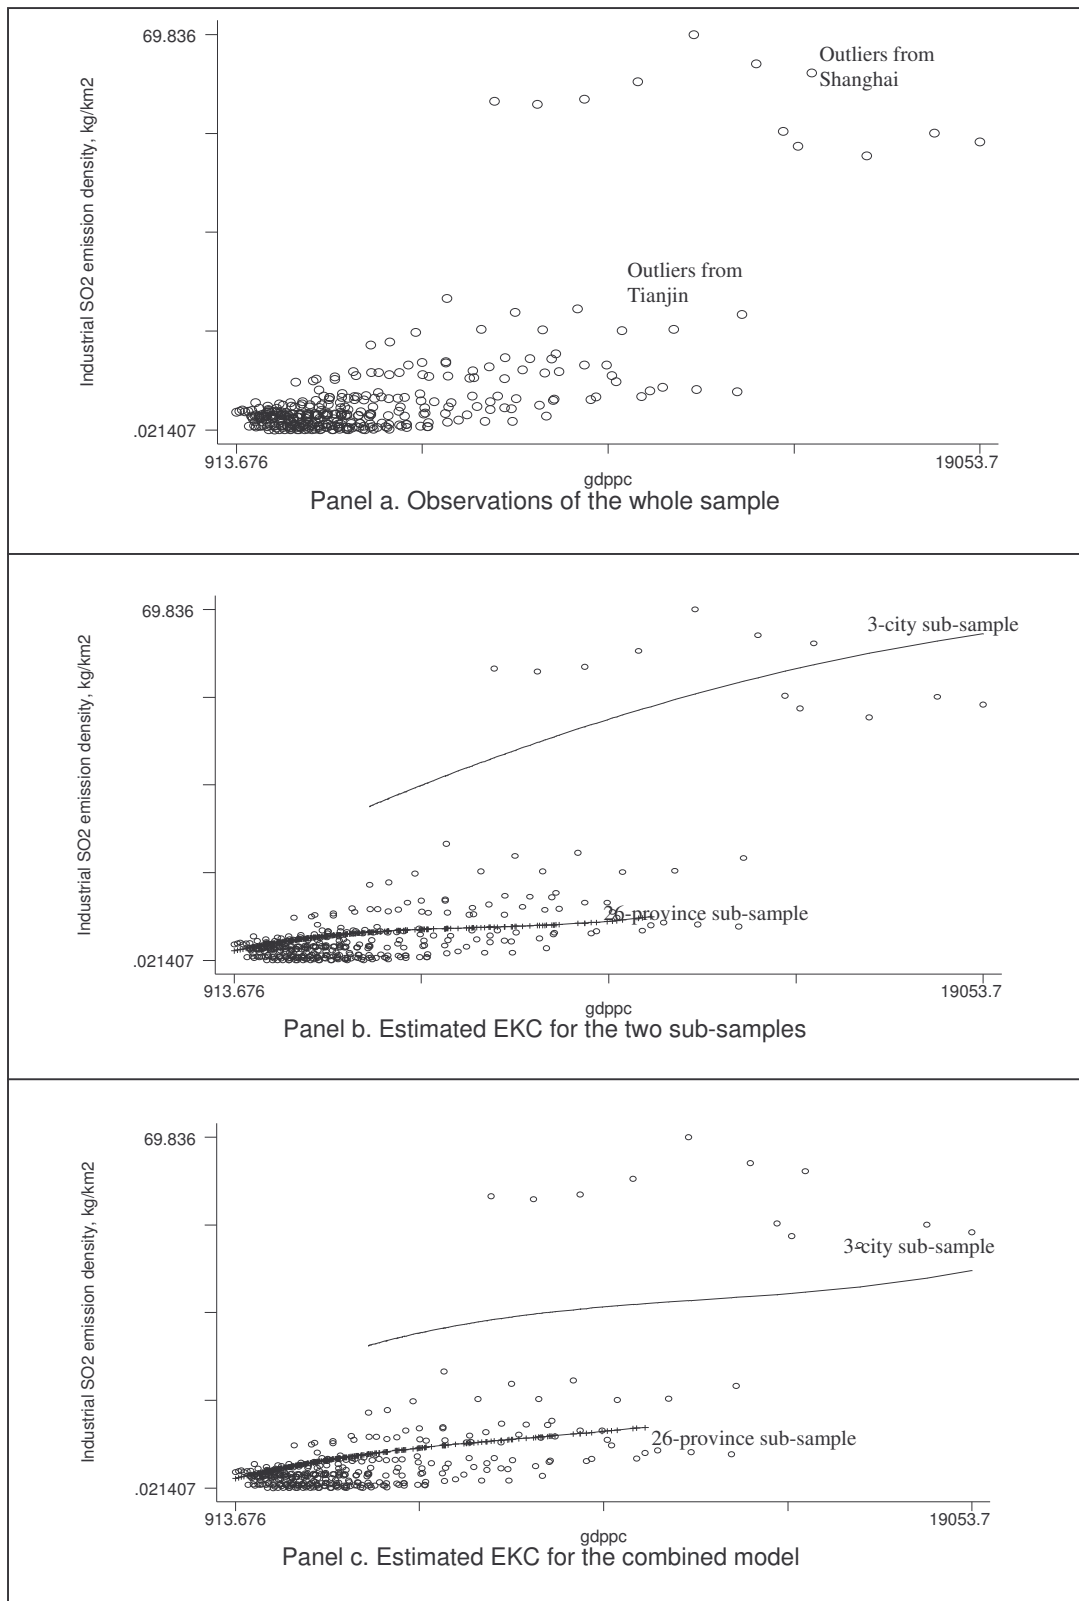 69.836
Outliers from
Shanghai
Industrial SO2 emission density, kg/km2
Outliers from
Tianjin
.021407
913.676
19053.7
gdppc
Panel a. Observations of the whole sample
69.836
3-city sub-sample
Industrial SO2 emission density, kg/km2
26-province sub-sample
.021407
913.676
19053.7
gdppc
Panel b. Estimated EKC for the two sub-samples
69.836
Industrial SO2 emission density, kg/km2
3-city sub-sample
26-province sub-sample
.021407
913.676
19053.7
gdppc
Panel c. Estimated EKC for the combined model